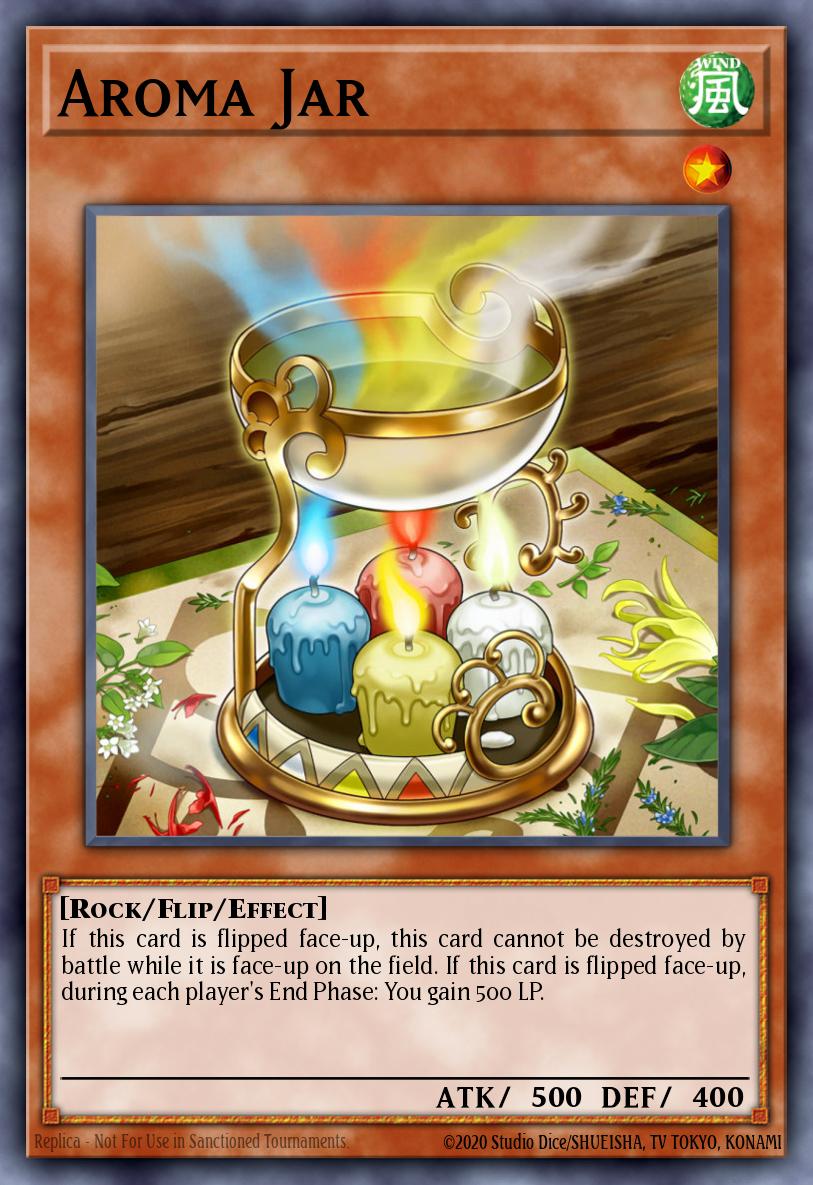 Aroma Jar
WIND
風
[Rock/Flip/Effect]
If this card is flipped face-up, this card cannot be destroyed by
battle while it is face-up on the field. If this card is flipped face-up,
during each player's End Phase: You gain 500 LP.
ATK/ 500 DEF/ 400
Replica - Not For Use in Sanctioned Tournaments.
©2020 Studio Dice/SHUEISHA, TV TOKYO, KONAMI